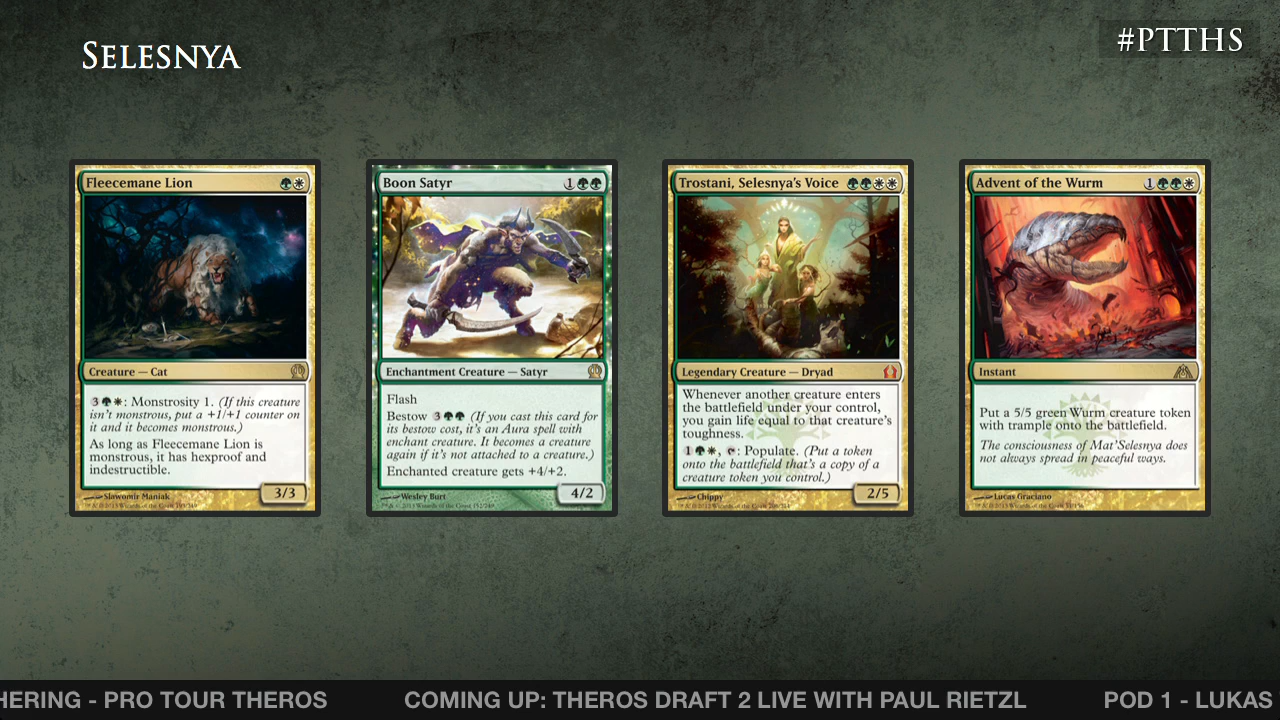 SELESNYA
#PTTHS
Fleecemane Lion
Creature — Cat
3: Monstrosity 1. (If this creature
isn't monstrous, put a +1/+1 counter on
it and it becomes monstrous.)
As long as Fleecemane Lion is
monstrous, it has hexproof and
indestructible.
Slawomir Maniak
3/3
Boon Satyr
1
Enchantment Creature — Satyr
Flash
Bestow 3 (If you cast this card for
its bestow cost, it's an Aura spell with
enchant creature. It becomes a creature
again if it's not attached to a creature.)
Enchanted creature gets +4/+2.
Wesley Burt
4/2
Trostani, Selesnya's Voice
Legendary Creature — Dryad
Whenever another creature enters
the battlefield under your control,
you gain life equal to that creature's
toughness.
1, : Populate. (Put a token
onto the battlefield that's a copy of a
creature token you control.)
Chippy
2/5
Advent of the Wurm
1
Instant
Put a 5/5 green Wurm creature token
with trample onto the battlefield.
The consciousness of Mat'Selesnya does
not always spread in peaceful ways.
Lucas Graciano
HERING - PRO TOUR THEROS COMING UP: THEROS DRAFT 2 LIVE WITH PAUL RIETZL POD 1 - LUKAS